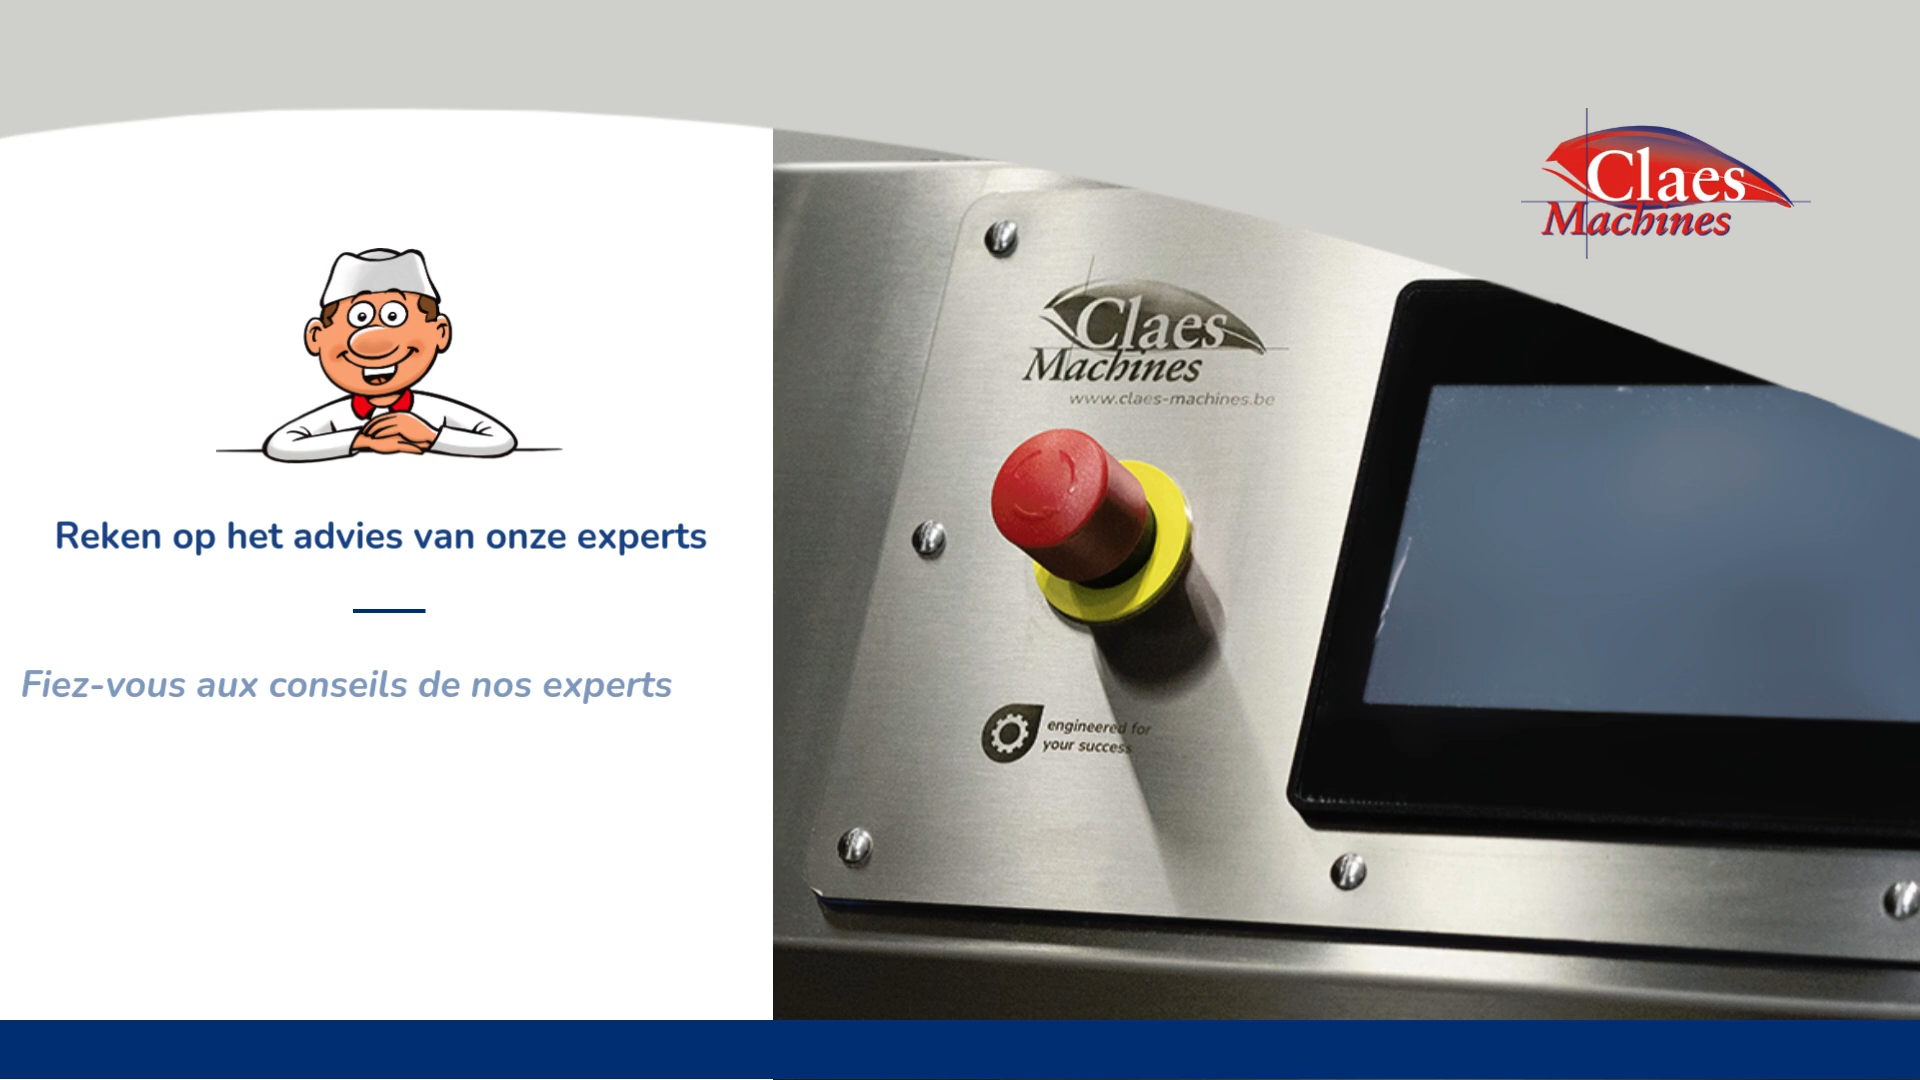 Claes
Machines
Reken op het advies van onze experts
Fiez-vous aux conseils de nos experts
Claes
Machines
www.claes-machines.be
engineered for
your success